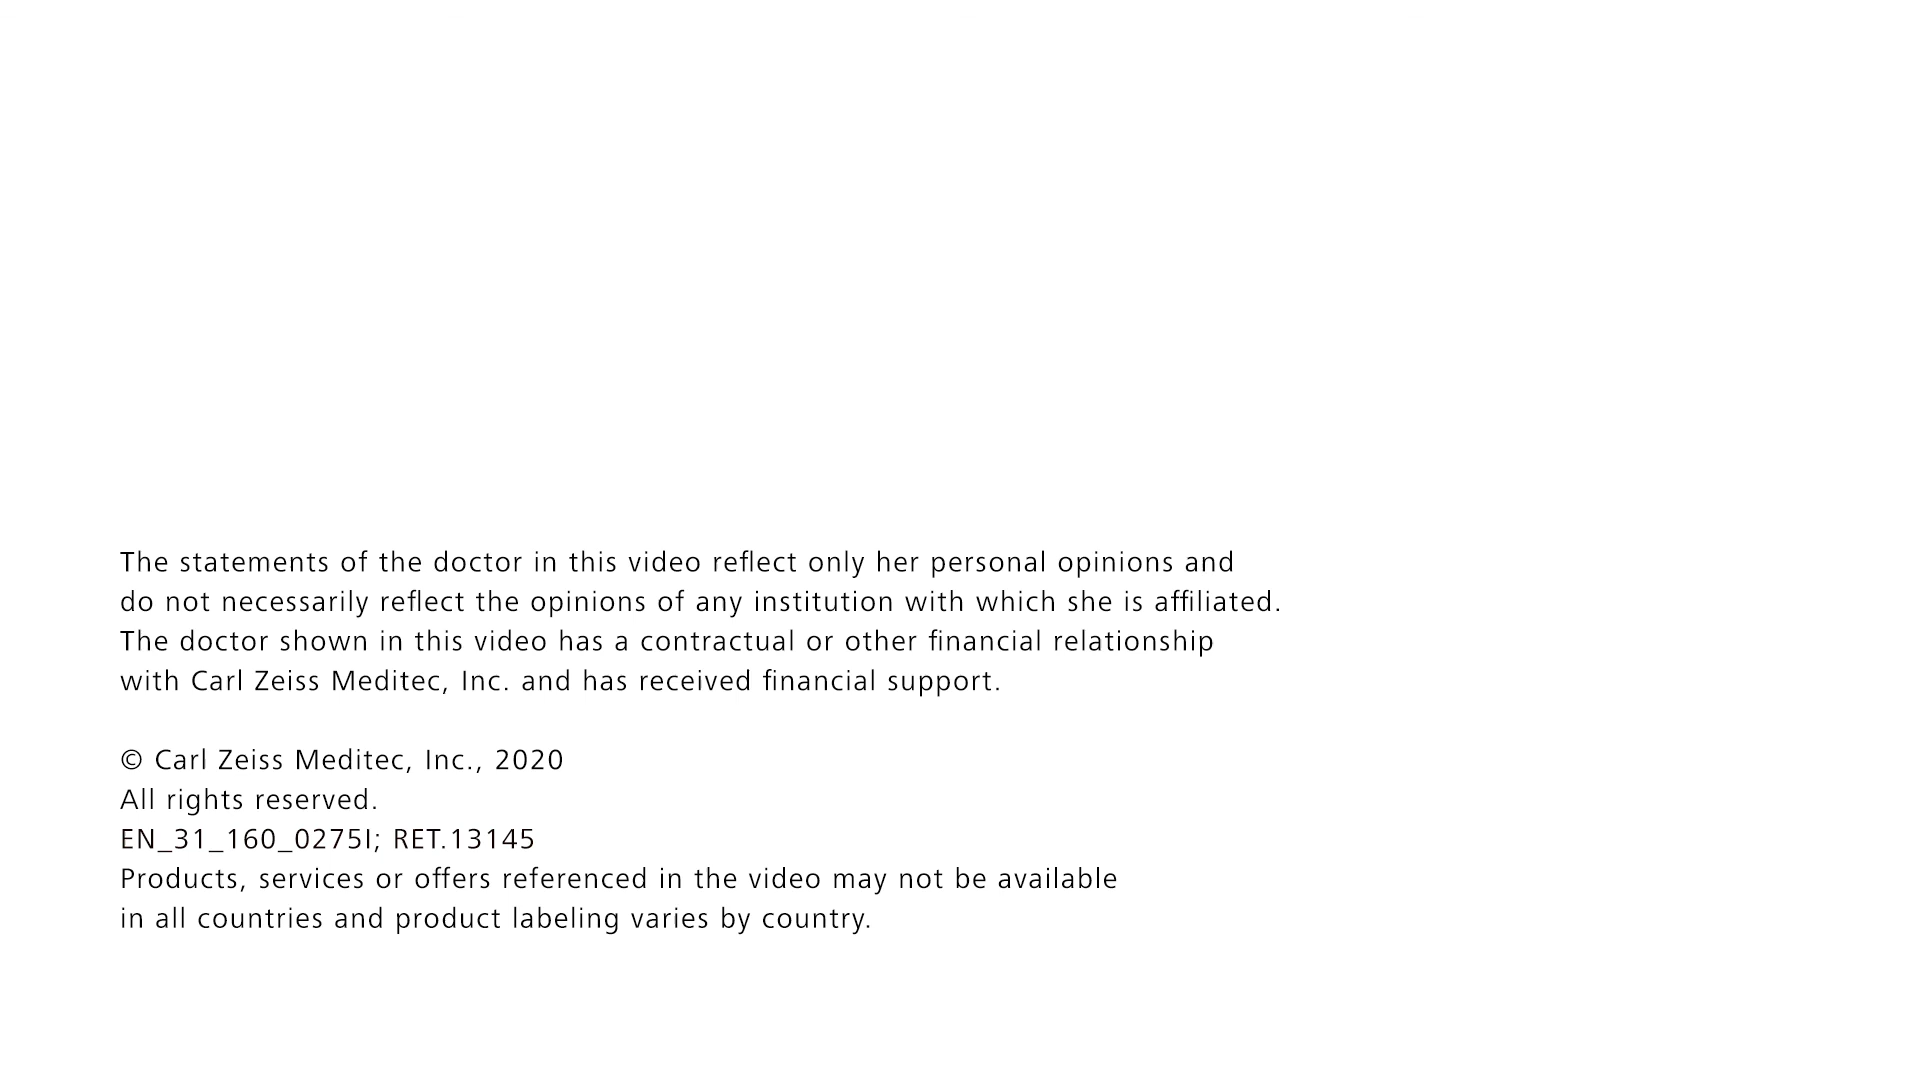 The statements of the doctor in this video reflect only her personal opinions and
do not necessarily reflect the opinions of any institution with which she is affiliated.
The doctor shown in this video has a contractual or other financial relationship
with Carl Zeiss Meditec, Inc. and has received financial support.
© Carl Zeiss Meditec, Inc., 2020
All rights reserved.
EN_31_160_0275I; RET.13145
Products, services or offers referenced in the video may not be available
in all countries and product labeling varies by country.